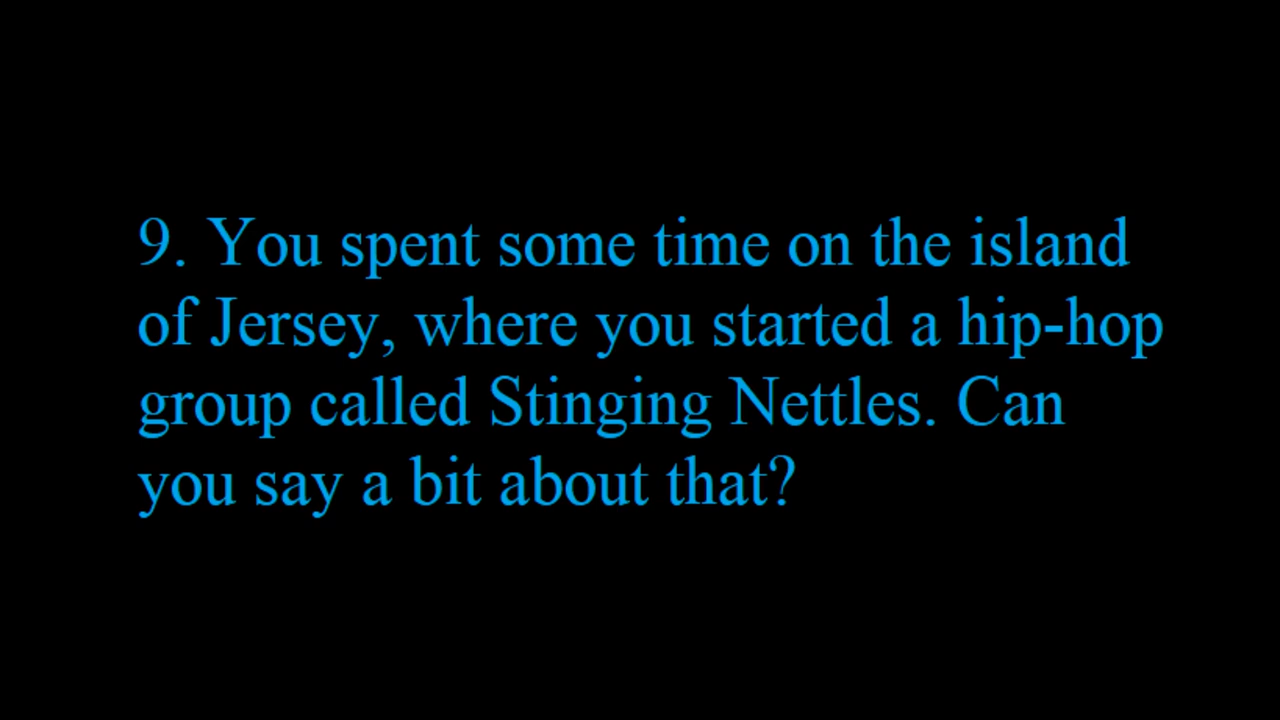 9. You spent some time on the island
of Jersey, where you started a hip-hop
group called Stinging Nettles. Can
you say a bit about that?